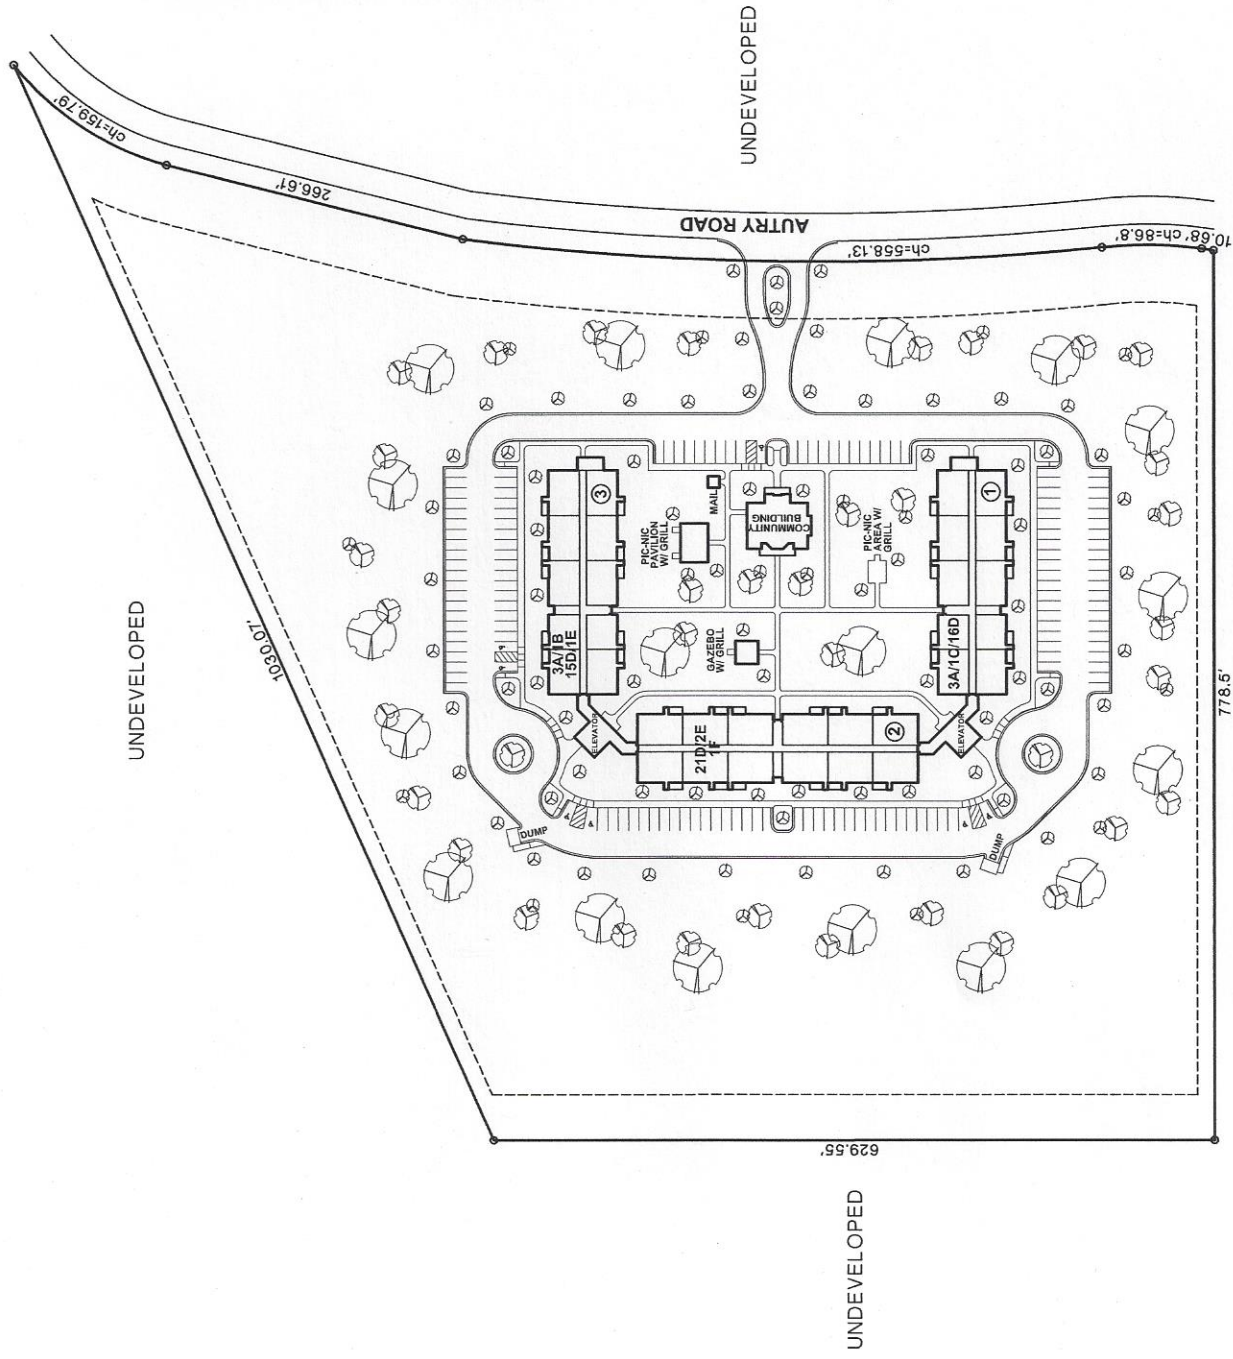 UNDEVELOPED
ch=159.79'
266.61'
AUTRY ROAD
ch=558.13'
ch=86.8'
10.68'
1030.07'
UNDEVELOPED
3
MAIL
PIC-NIC
PAVILION
W/ GRILL
COMMUNITY
BUILDING
PIC-NIC
AREA W/
GRILL
1
3A/1B
15D/1E
GAZEBO
W/ GRILL
3A/1C/16D
ELEVATOR
21D/2E
1F
2
ELEVATOR
DUMP
DUMP
778.5'
629.55'
UNDEVELOPED